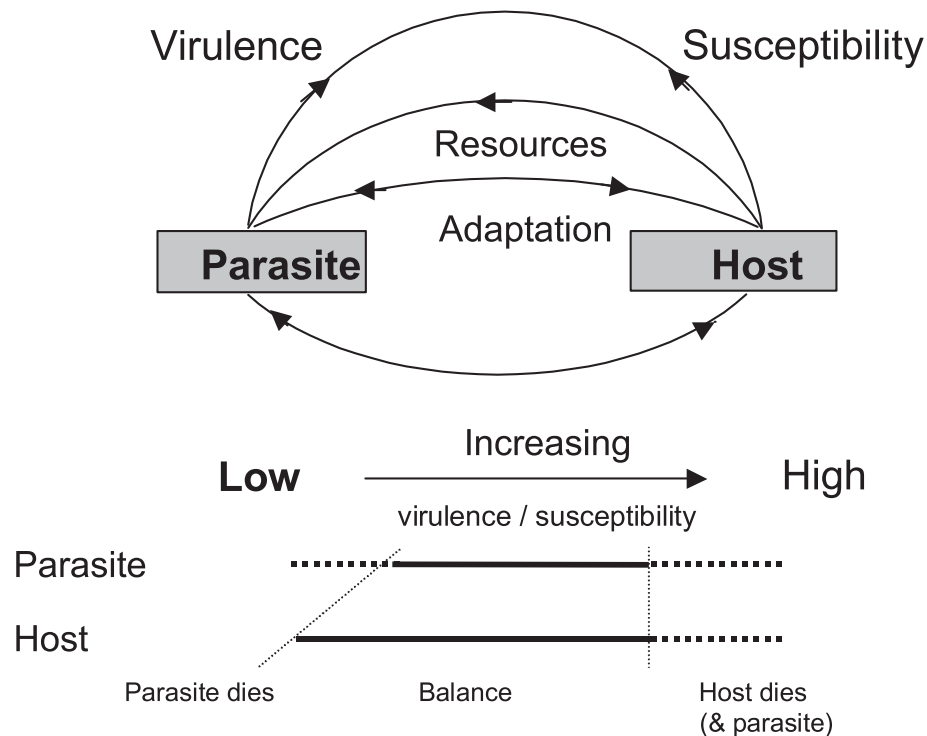 Virulence
Susceptibility
Resources
Adaptation
Parasite
Host
Increasing
Low
High
virulence / susceptibility
Parasite
Host
Parasite dies
Balance
Host dies
(& parasite)